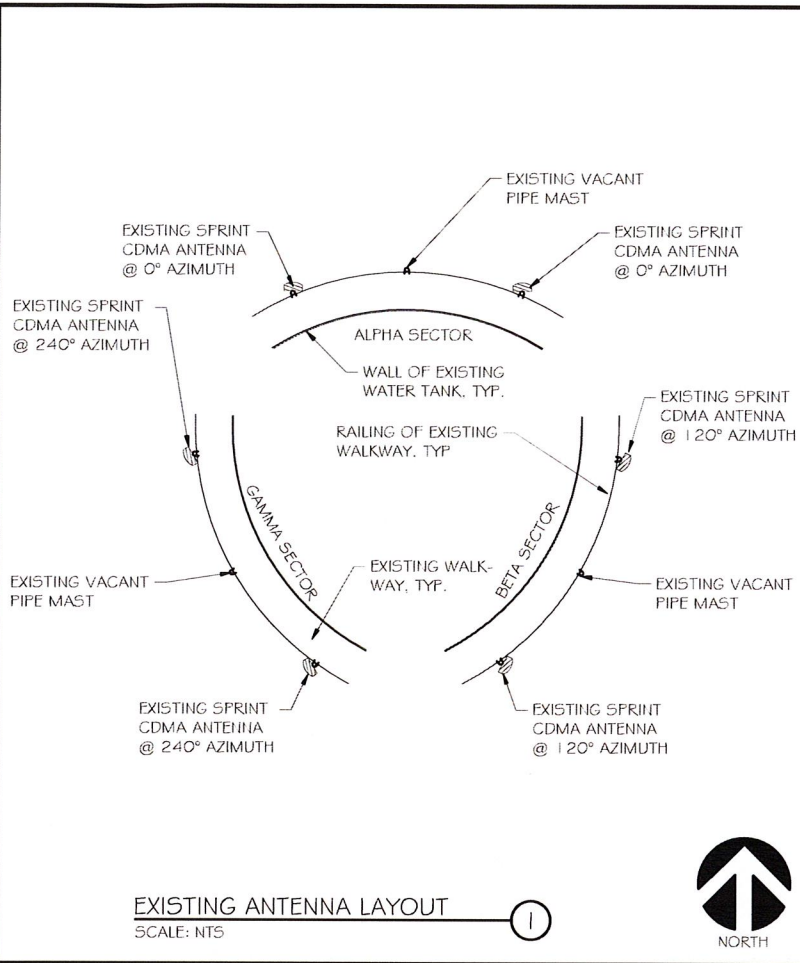 EXISTING VACANT
PIPE MAST
EXISTING SPRINT
CDMA ANTENNA
@ 0° AZIMUTH
EXISTING SPRINT
CDMA ANTENNA
@ 0° AZIMUTH
EXISTING SPRINT
CDMA ANTENNA
@ 240° AZIMUTH
ALPHA SECTOR
WALL OF EXISTING
WATER TANK, TYP.
EXISTING SPRINT
CDMA ANTENNA
@ 120° AZIMUTH
RAILING OF EXISTING
WALKWAY, TYP
GAMMA SECTOR
BETA SECTOR
EXISTING WALK-
WAY, TYP.
EXISTING VACANT
PIPE MAST
EXISTING VACANT
PIPE MAST
EXISTING SPRINT
CDMA ANTENNA
@ 240° AZIMUTH
EXISTING SPRINT
CDMA ANTENNA
@ 120° AZIMUTH
EXISTING ANTENNA LAYOUT
SCALE: NTS
1
NORTH